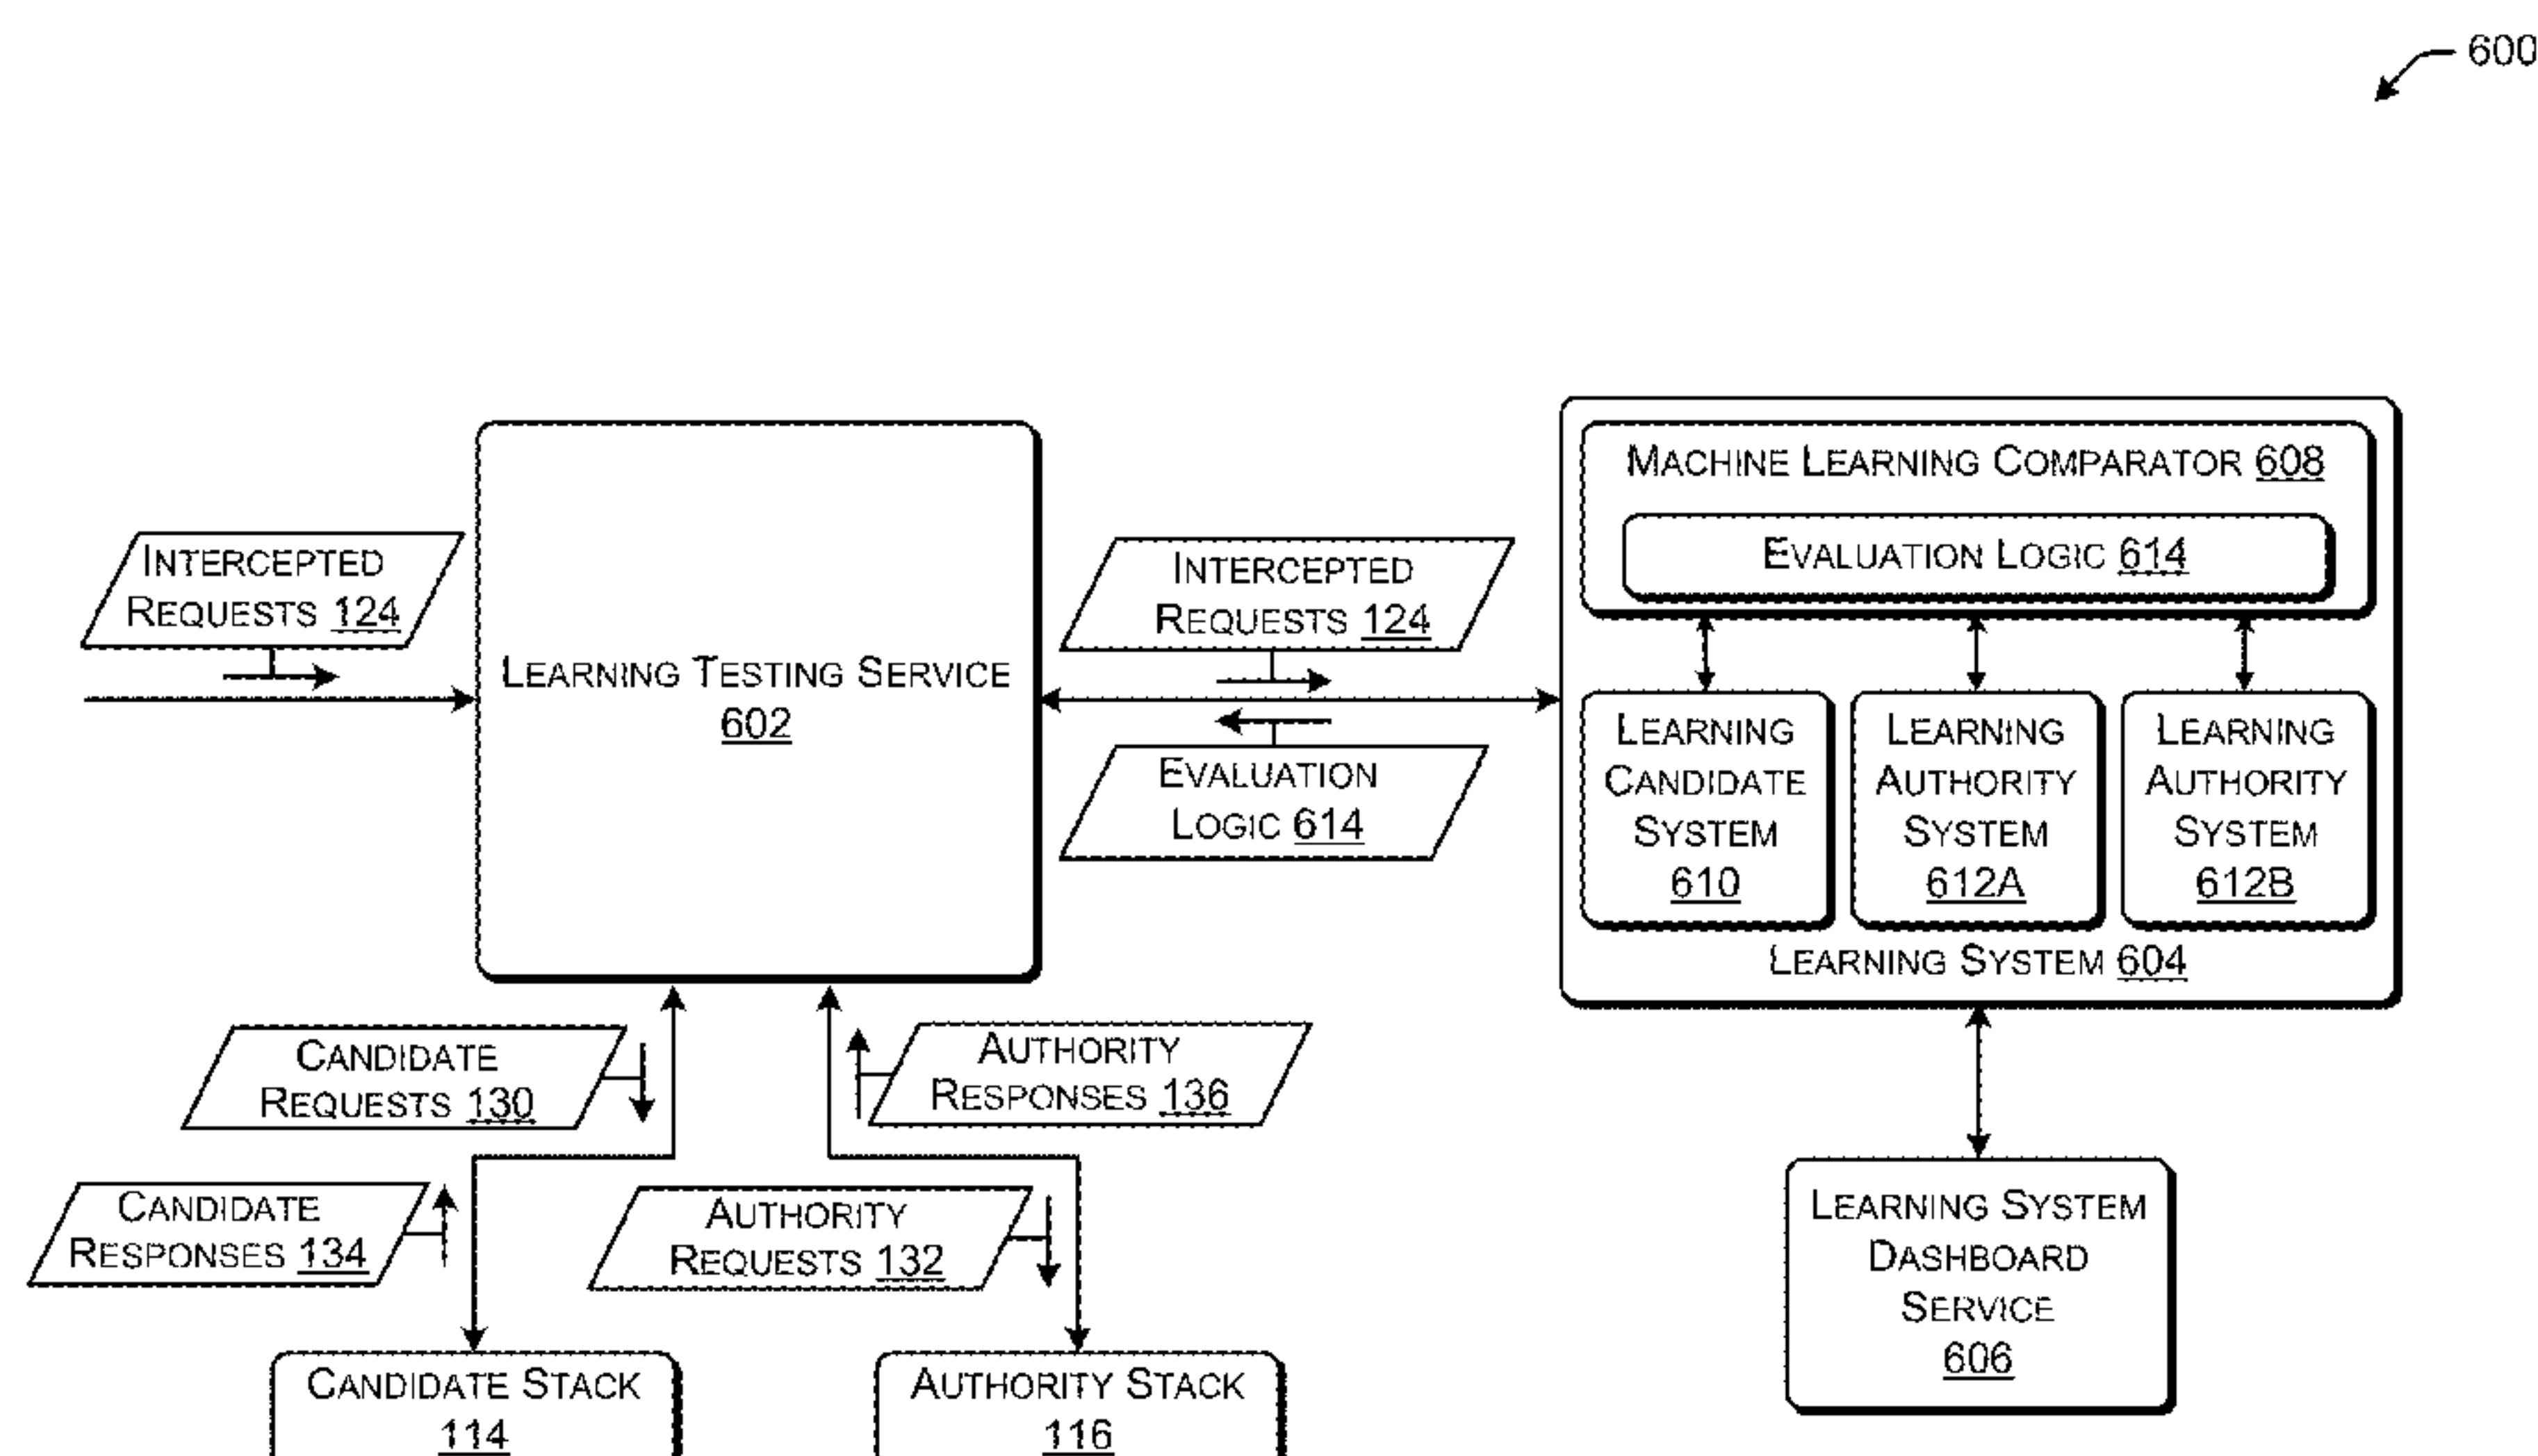 600
MACHINE LEARNING COMPARATOR 608
EVALUATION LOGIC 614
INTERCEPTED
REQUESTS 124
INTERCEPTED
REQUESTS 124
LEARNING TESTING SERVICE
602
EVALUATION
LOGIC 614
LEARNING
CANDIDATE
SYSTEM
610
LEARNING
AUTHORITY
SYSTEM
612A
LEARNING
AUTHORITY
SYSTEM
612B
LEARNING SYSTEM 604
CANDIDATE
REQUESTS 130
AUTHORITY
RESPONSES 136
CANDIDATE
RESPONSES 134
AUTHORITY
REQUESTS 132
LEARNING SYSTEM
DASHBOARD
SERVICE
606
CANDIDATE STACK
114
AUTHORITY STACK
116